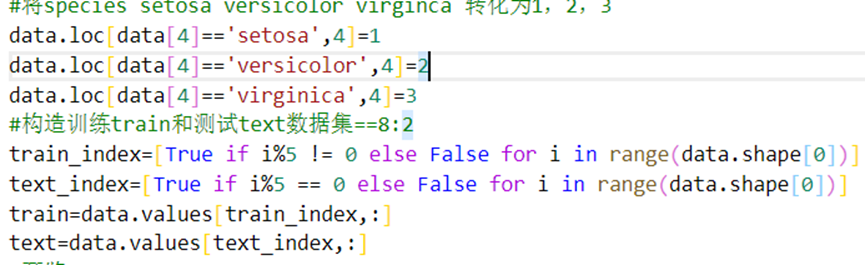 #将species setosa versicolor virginca 转化为1，2，3
data.loc[data[4]=='setosa',4]=1
data.loc[data[4]=='versicolor',4]=2
data.loc[data[4]=='virginica',4]=3
#构造训练train和测试text数据集==8:2
train_index=[True if i%5 != 0 else False for i in range(data.shape[0])]
text_index=[True if i%5 == 0 else False for i in range(data.shape[0])]
train=data.values[train_index,:]
text=data.values[text_index,:]